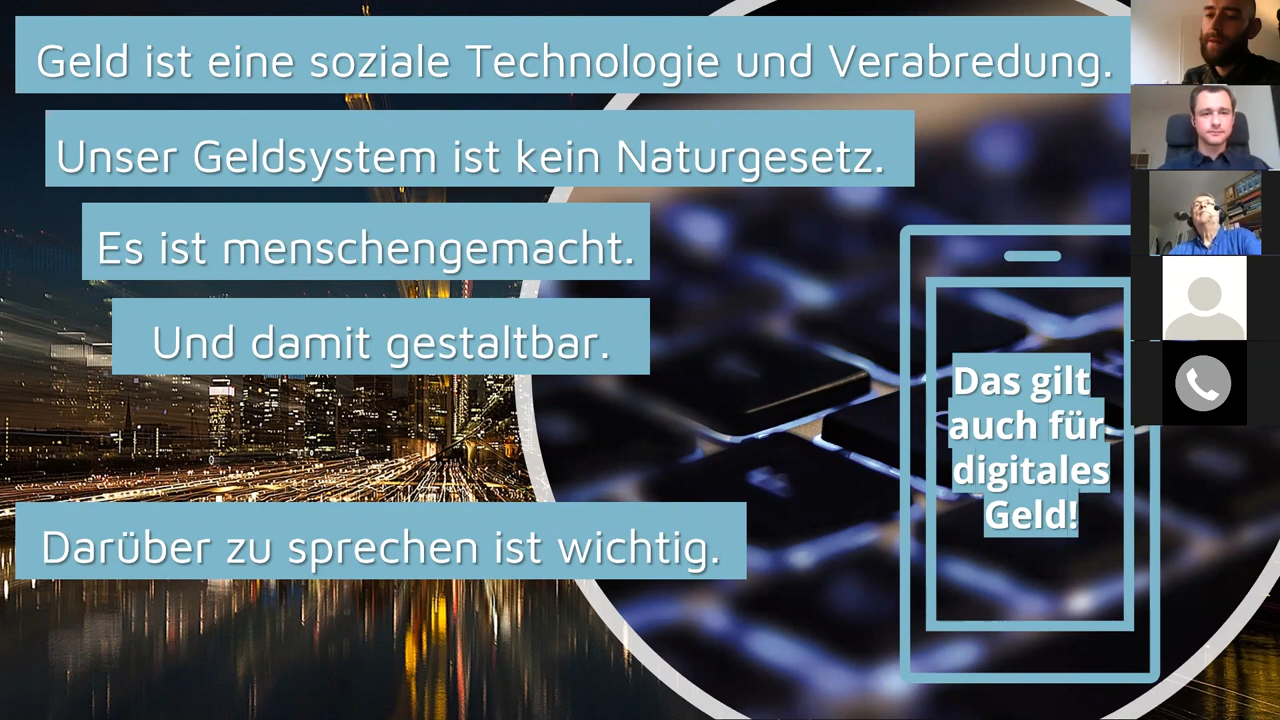 Geld ist eine soziale Technologie und Verabredung.
Unser Geldsystem ist kein Naturgesetz.
Es ist menschengemacht.
Und damit gestaltbar.
Das gilt
auch für
digitales
Geld!
Darüber zu sprechen ist wichtig.